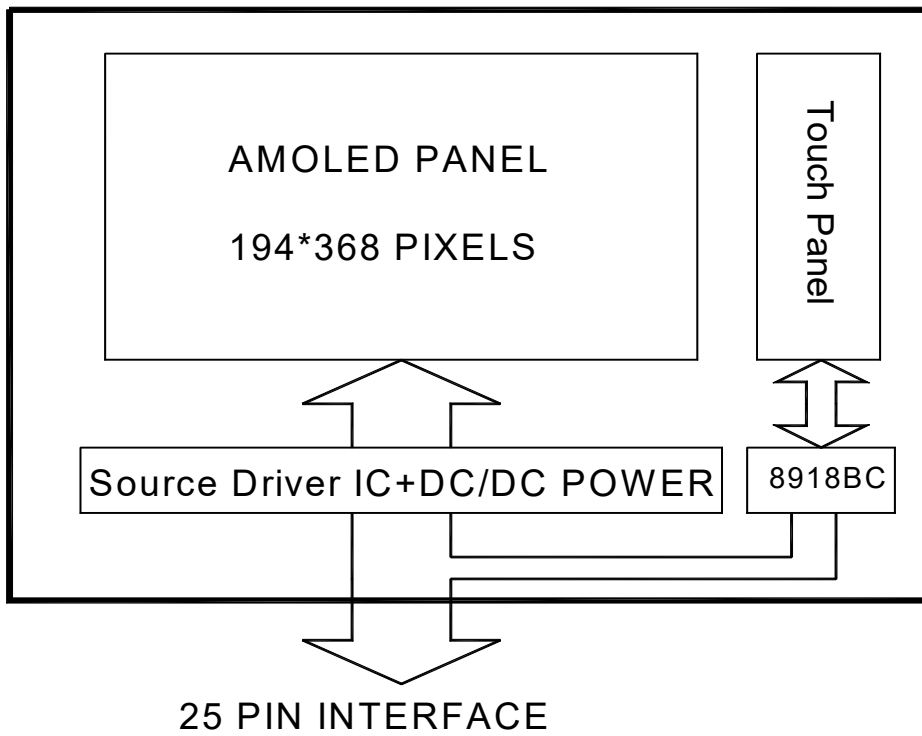 AMOLED PANEL
194*368 PIXELS
Touch Panel
Source Driver IC+DC/DC POWER
8918BC
25 PIN INTERFACE